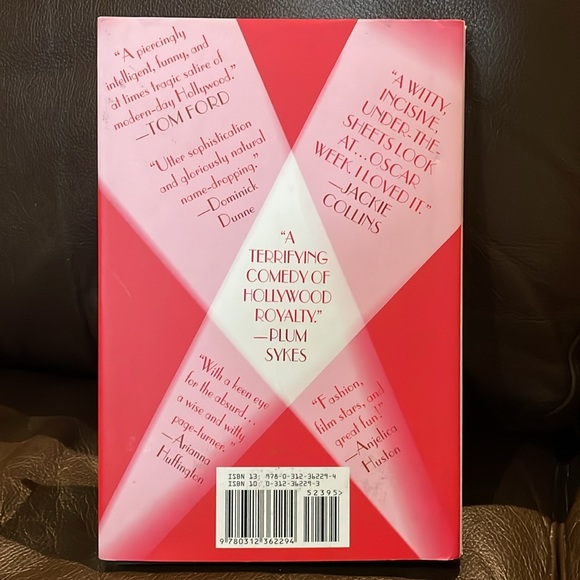 "A piercingly
intelligent, funny, and
at times tragic satire of
modern-day Hollywood."
—TOM FORD
"Utter sophistication
and gloriously natural
name-dropping."
—Dominick
Dunne
"A WITTY,
INCISIVE,
UNDER-THE-
SHEETS LOOK
AT... OSCAR
WEEK. I LOVED IT."
—JACKIE
COLLINS
"A
TERRIFYING
COMEDY OF
HOLLYWOOD
ROYALTY."
—PLUM
SYKES
"With a keen eye
for the absurd...
a wise and witty
page-turner."
—Arianna
Huffington
"Fashion,
film stars, and
great fun!"
—Anjelica
Huston
ISBN 13: 978-0-312-36229-4
ISBN 10: 0-312-36229-3
52395>
9 780312 362294